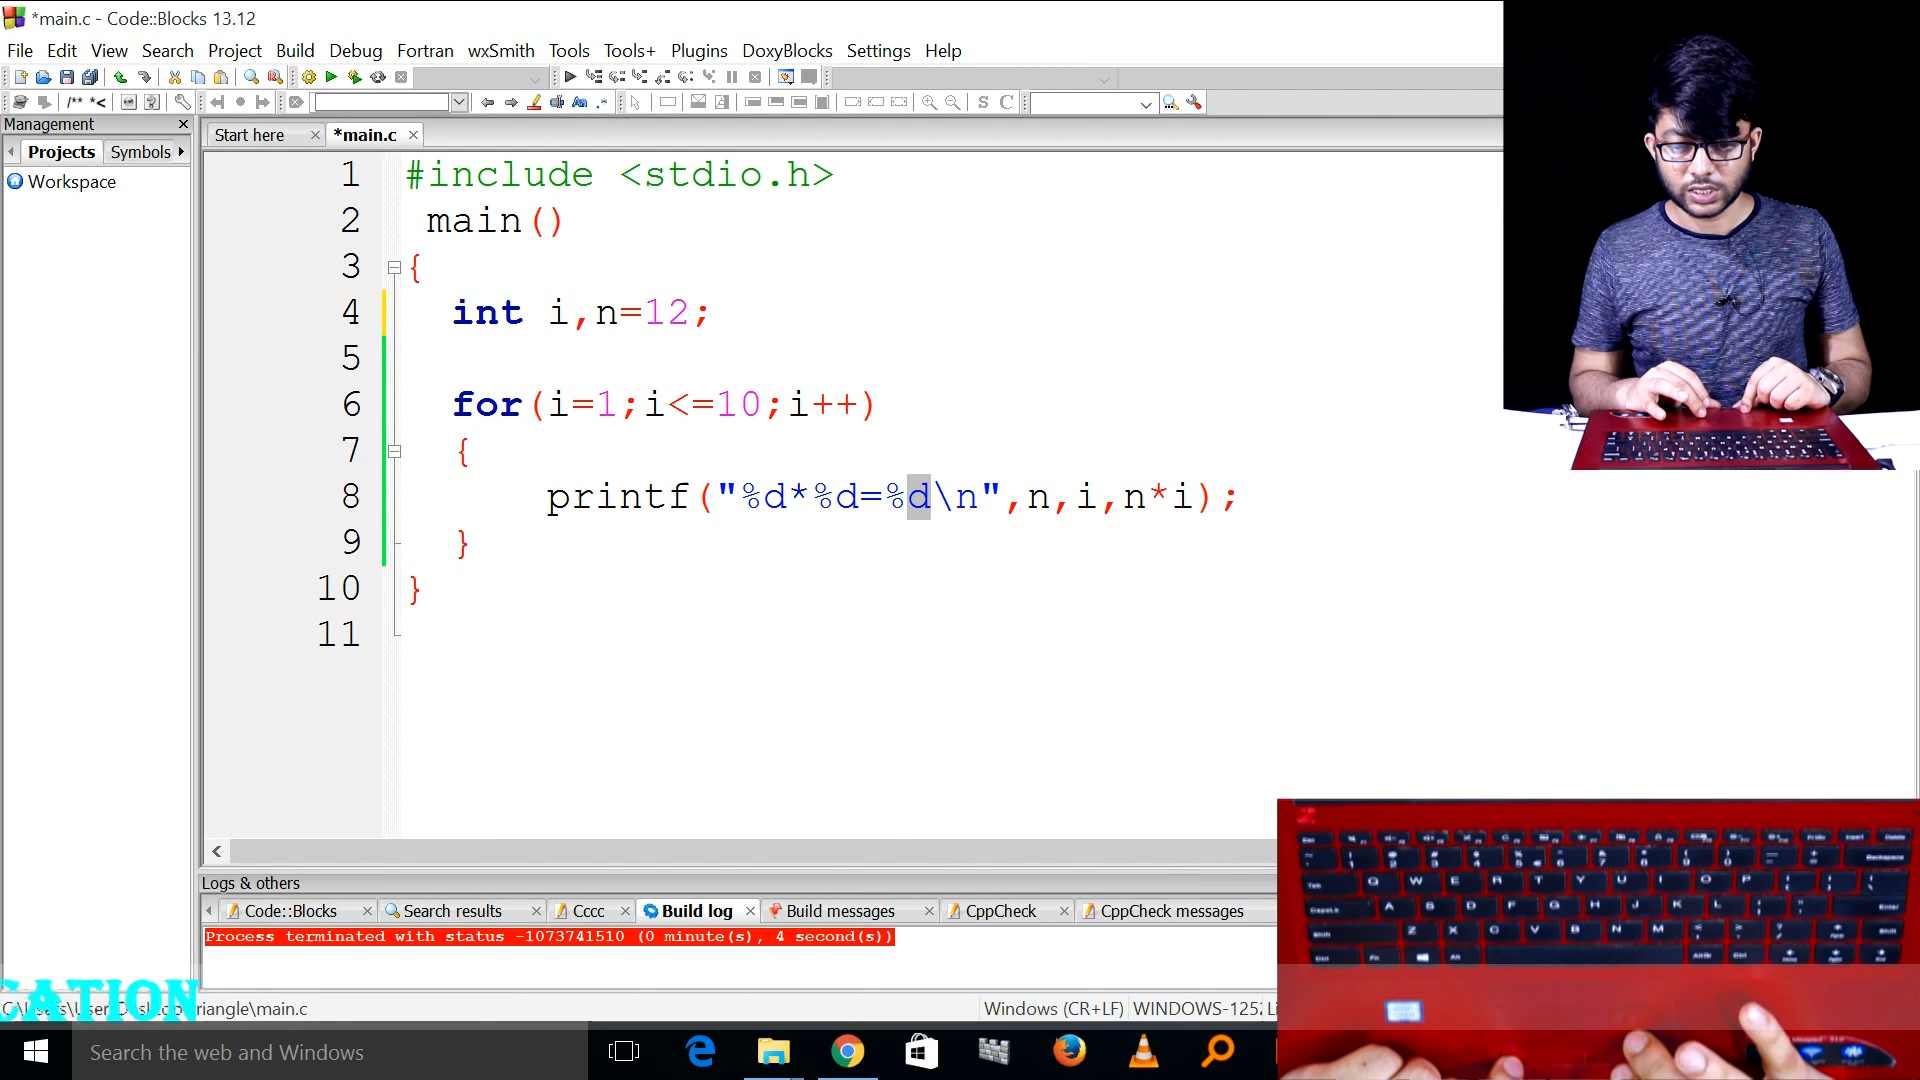 *main.c - Code::Blocks 13.12
File Edit View Search Project Build Debug Fortran wxSmith Tools Tools+ Plugins DoxyBlocks Settings Help
/** *<
S C
Management
Start here *main.c
Projects Symbols
Workspace
1 #include <stdio.h>
2 main()
3 {
4 int i,n=12;
5
6 for(i=1;i<=10;i++)
7 {
8 printf("%d*%d=%d\n",n,i,n*i);
9 }
10 }
11
Logs & others
Code::Blocks Search results Cccc Build log Build messages CppCheck CppCheck messages
Process terminated with status -1073741510 (0 minute(s), 4 second(s))
CATION
riangle\main.c Windows (CR+LF) WINDOWS-1252
Search the web and Windows
Q W E R T Y U I O P
A S D F G H J K L
Z X C V B N M